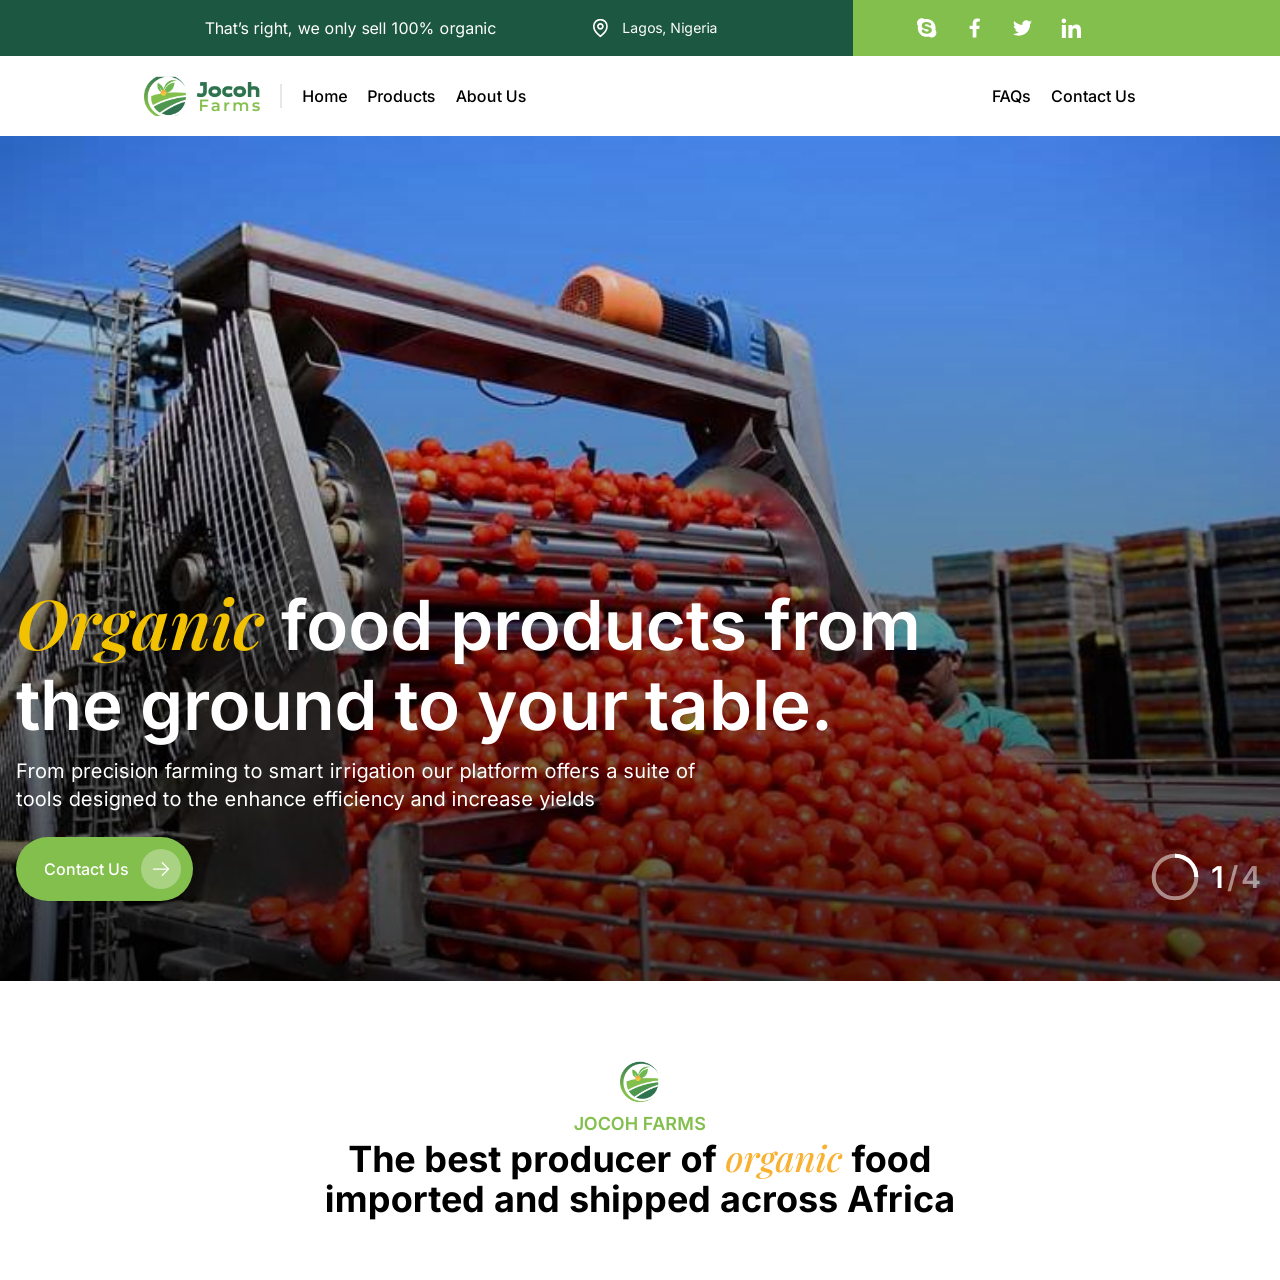 That’s right, we only sell 100% organic
Lagos, Nigeria
Jocoh
Farms
Home
Products
About Us
FAQs
Contact Us
Organic food products from
the ground to your table.
From precision farming to smart irrigation our platform offers a suite of
tools designed to the enhance efficiency and increase yields
Contact Us
1/4
JOCOH FARMS
The best producer of organic food
imported and shipped across Africa